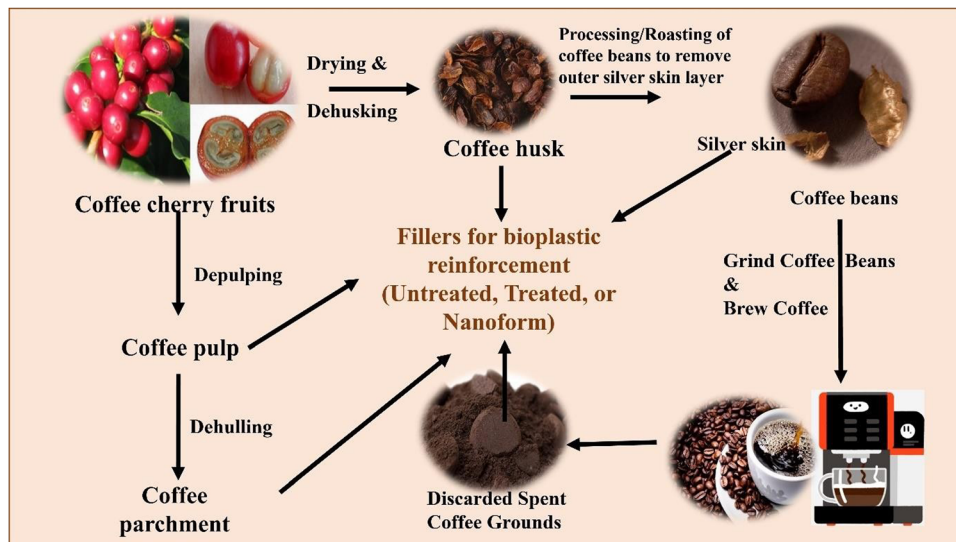 Processing/Roasting of
coffee beans to remove
outer silver skin layer
Drying &
Dehusking
Coffee husk
Silver skin
Coffee cherry fruits
Coffee beans
Fillers for bioplastic
reinforcement
(Untreated, Treated, or
Nanoform)
Grind Coffee Beans
&
Brew Coffee
Depulping
Coffee pulp
Dehulling
Coffee
parchment
Discarded Spent
Coffee Grounds